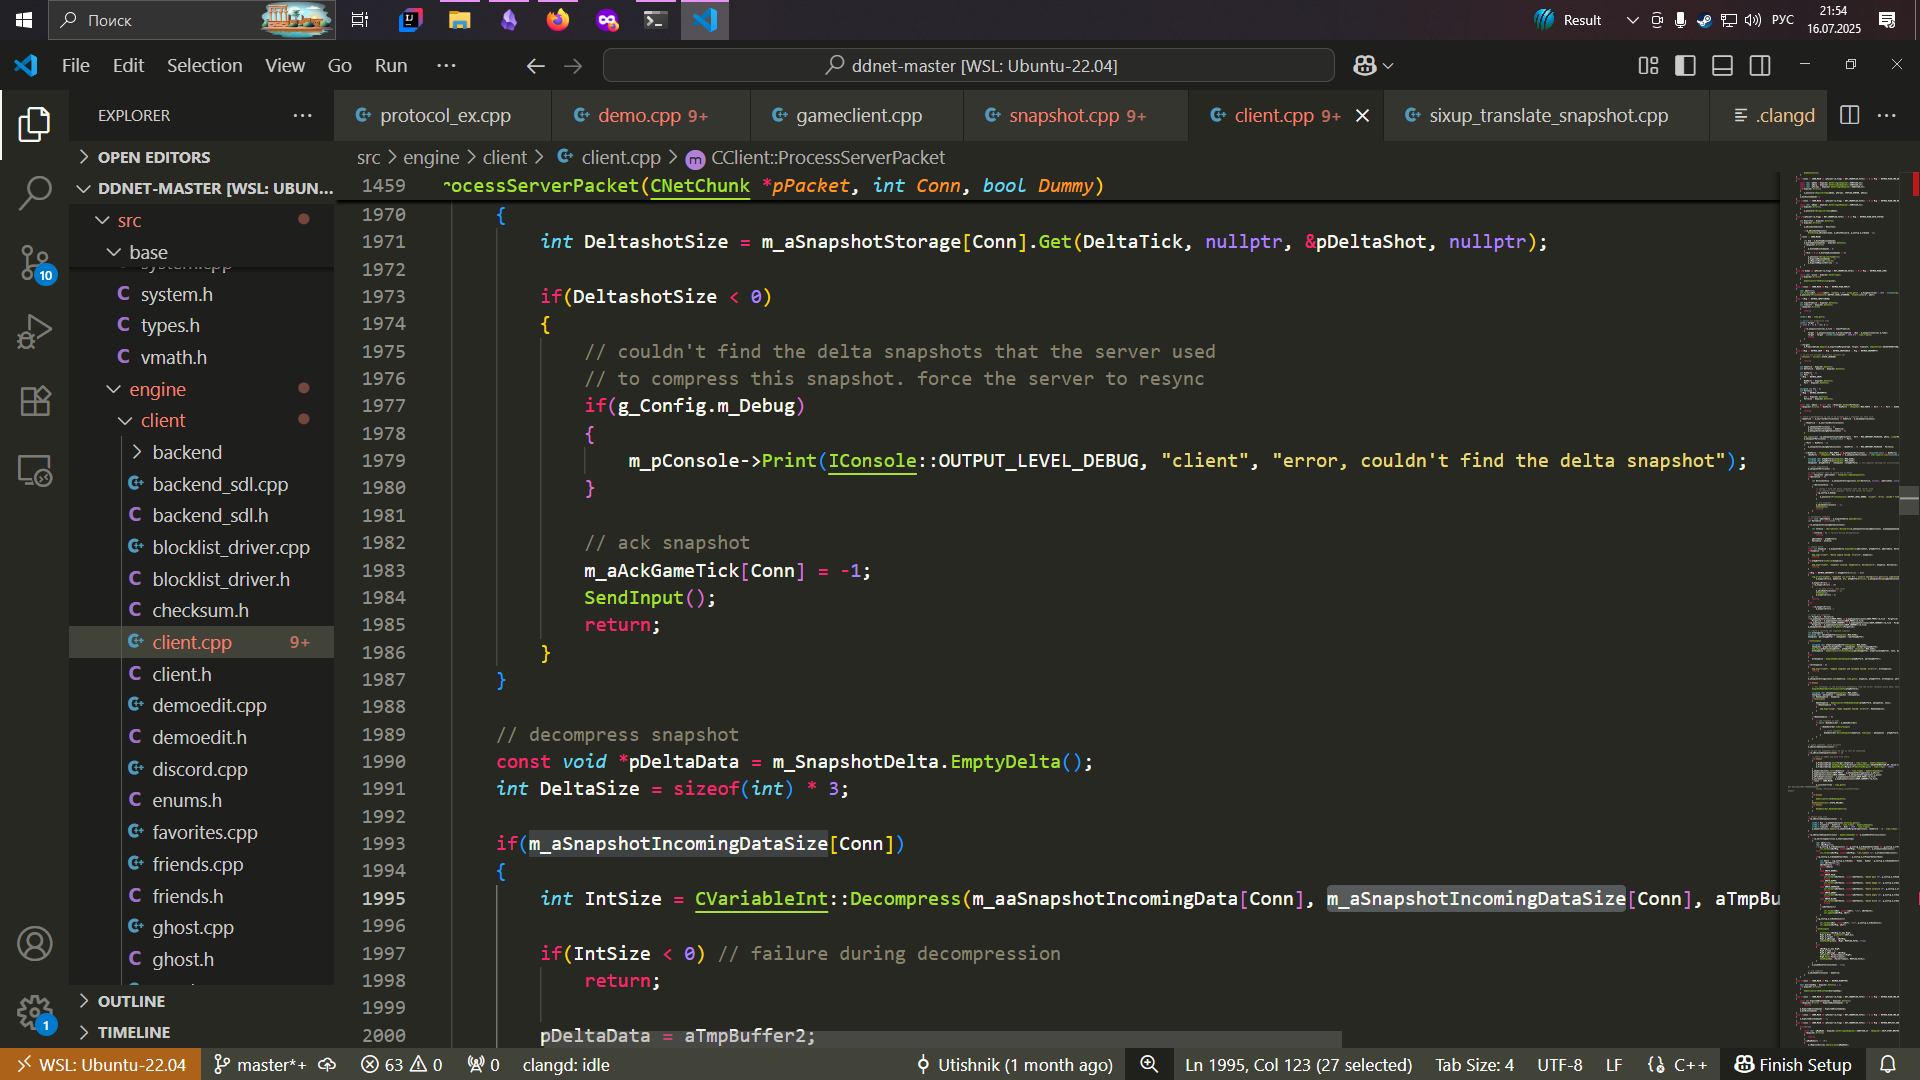 Поиск
Result
РУС
21:54
16.07.2025
File Edit Selection View Go Run ···
ddnet-master [WSL: Ubuntu-22.04]
EXPLORER
protocol_ex.cpp
demo.cpp 9+
gameclient.cpp
snapshot.cpp 9+
client.cpp 9+
sixup_translate_snapshot.cpp
.clangd
OPEN EDITORS
DDNET-MASTER [WSL: UBUN...
src
base
system.h
types.h
vmath.h
engine
client
backend
backend_sdl.cpp
backend_sdl.h
blocklist_driver.cpp
blocklist_driver.h
checksum.h
client.cpp 9+
client.h
demoedit.cpp
demoedit.h
discord.cpp
enums.h
favorites.cpp
friends.cpp
friends.h
ghost.cpp
ghost.h
OUTLINE
TIMELINE
10
1
src > engine > client > client.cpp > CClient::ProcessServerPacket
1459 rocessServerPacket(CNetChunk *pPacket, int Conn, bool Dummy)
1970 {
1971 int DeltashotSize = m_aSnapshotStorage[Conn].Get(DeltaTick, nullptr, &pDeltaShot, nullptr);
1972
1973 if(DeltashotSize < 0)
1974 {
1975 // couldn't find the delta snapshots that the server used
1976 // to compress this snapshot. force the server to resync
1977 if(g_Config.m_Debug)
1978 {
1979 m_pConsole->Print(IConsole::OUTPUT_LEVEL_DEBUG, "client", "error, couldn't find the delta snapshot");
1980 }
1981
1982 // ack snapshot
1983 m_aAckGameTick[Conn] = -1;
1984 SendInput();
1985 return;
1986 }
1987 }
1988
1989 // decompress snapshot
1990 const void *pDeltaData = m_SnapshotDelta.EmptyDelta();
1991 int DeltaSize = sizeof(int) * 3;
1992
1993 if(m_aSnapshotIncomingDataSize[Conn])
1994 {
1995 int IntSize = CVariableInt::Decompress(m_aaSnapshotIncomingData[Conn], m_aSnapshotIncomingDataSize[Conn], aTmpBu
1996
1997 if(IntSize < 0) // failure during decompression
1998 return;
1999
2000 pDeltaData = aTmpBuffer2;
WSL: Ubuntu-22.04 master*+ 63 0 0 clangd: idle Utishnik (1 month ago) Ln 1995, Col 123 (27 selected) Tab Size: 4 UTF-8 LF {} C++ Finish Setup